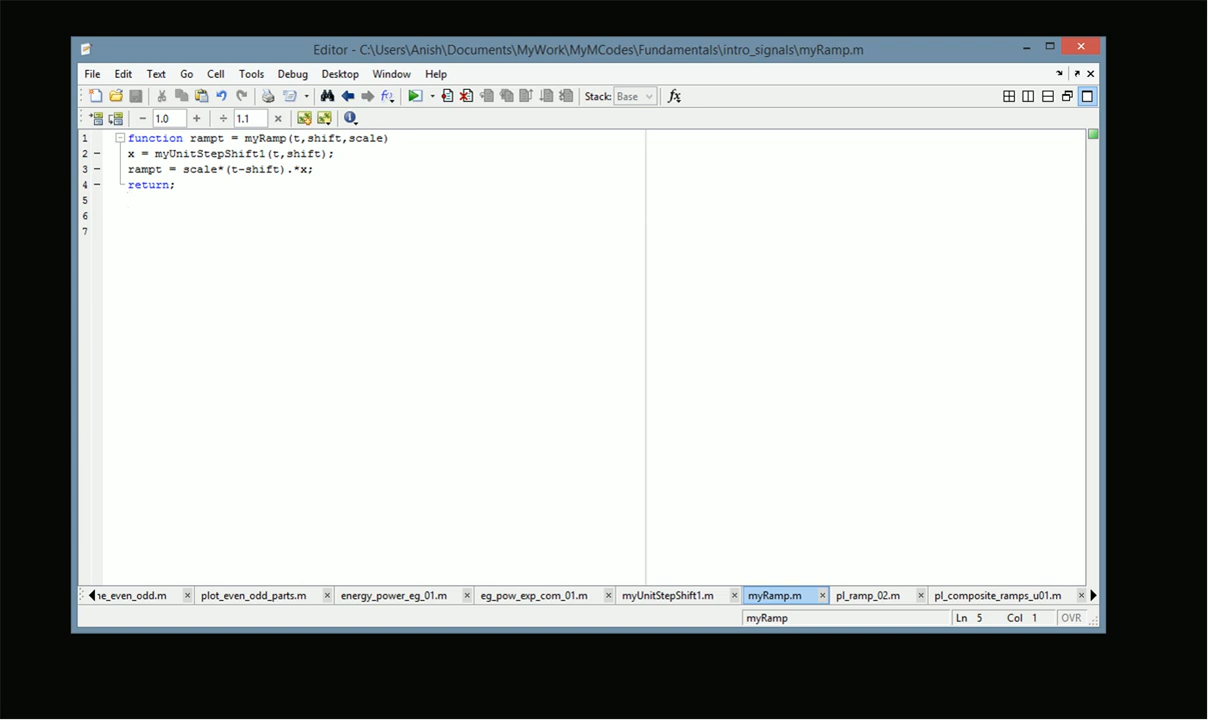 Editor - C:\Users\Anish\Documents\MyWork\MyMCodes\Fundamentals\intro_signals\myRamp.m
File Edit Text Go Cell Tools Debug Desktop Window Help
Stack: Base fx
− 1.0 + ÷ 1.1 ×
1 function rampt = myRamp(t,shift,scale)
2 – x = myUnitStepShift1(t,shift);
3 – rampt = scale*(t-shift).*x;
4 – return;
5
6
7
ne_even_odd.m plot_even_odd_parts.m energy_power_eg_01.m eg_pow_exp_com_01.m myUnitStepShift1.m myRamp.m pl_ramp_02.m pl_composite_ramps_u01.m
myRamp Ln 5 Col 1 OVR